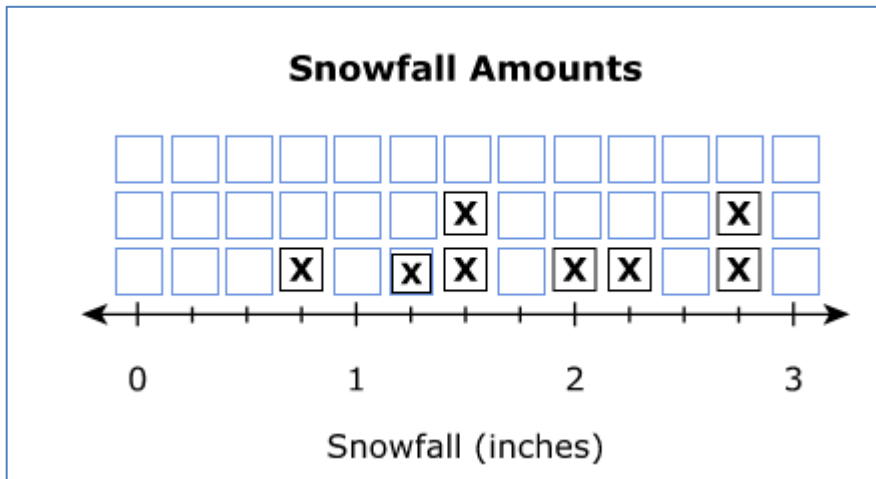 Snowfall Amounts
X X
X X X X X X
0 1 2 3
Snowfall (inches)